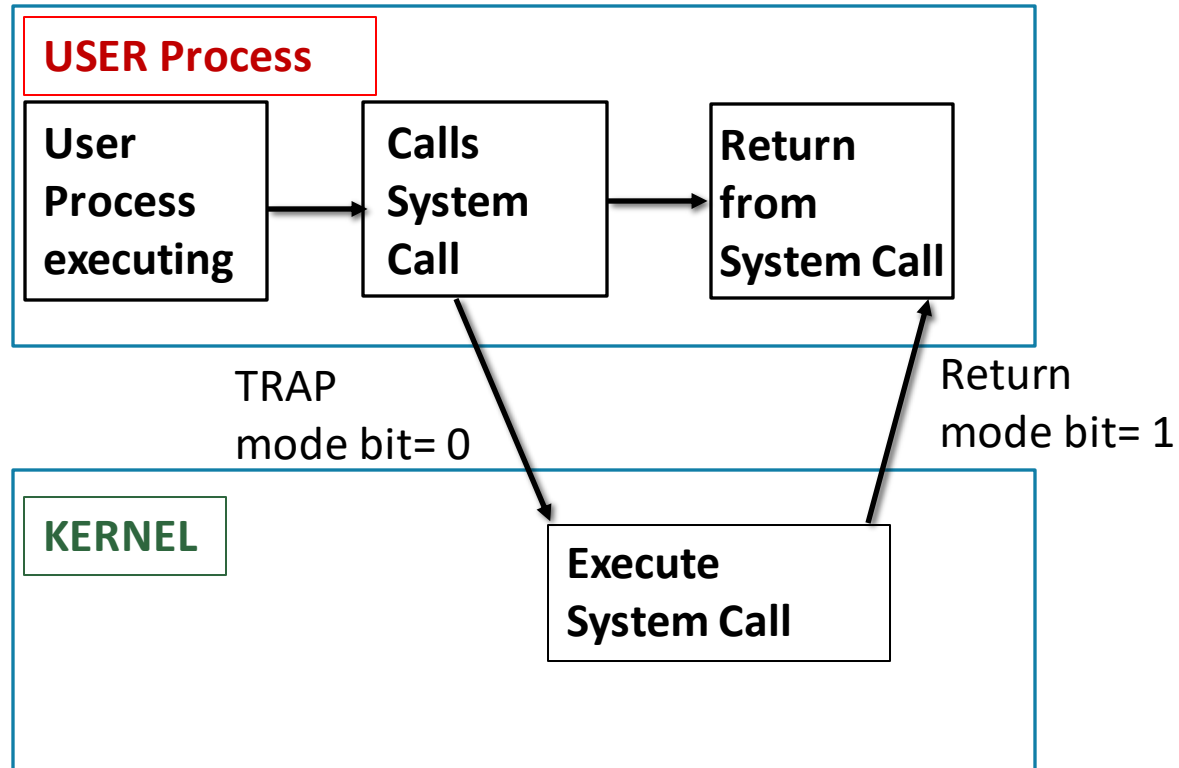 USER Process
User
Process
executing
Calls
System
Call
Return
from
System Call
TRAP
mode bit= 0
Return
mode bit= 1
KERNEL
Execute
System Call